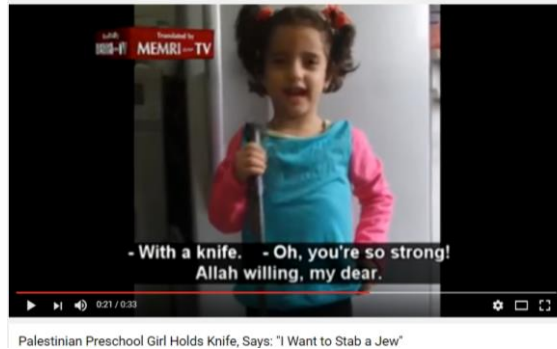 Translated by
MEMRI TV
- With a knife. - Oh, you're so strong!
Allah willing, my dear.
0:21 / 0:33
Palestinian Preschool Girl Holds Knife, Says: "I Want to Stab a Jew"